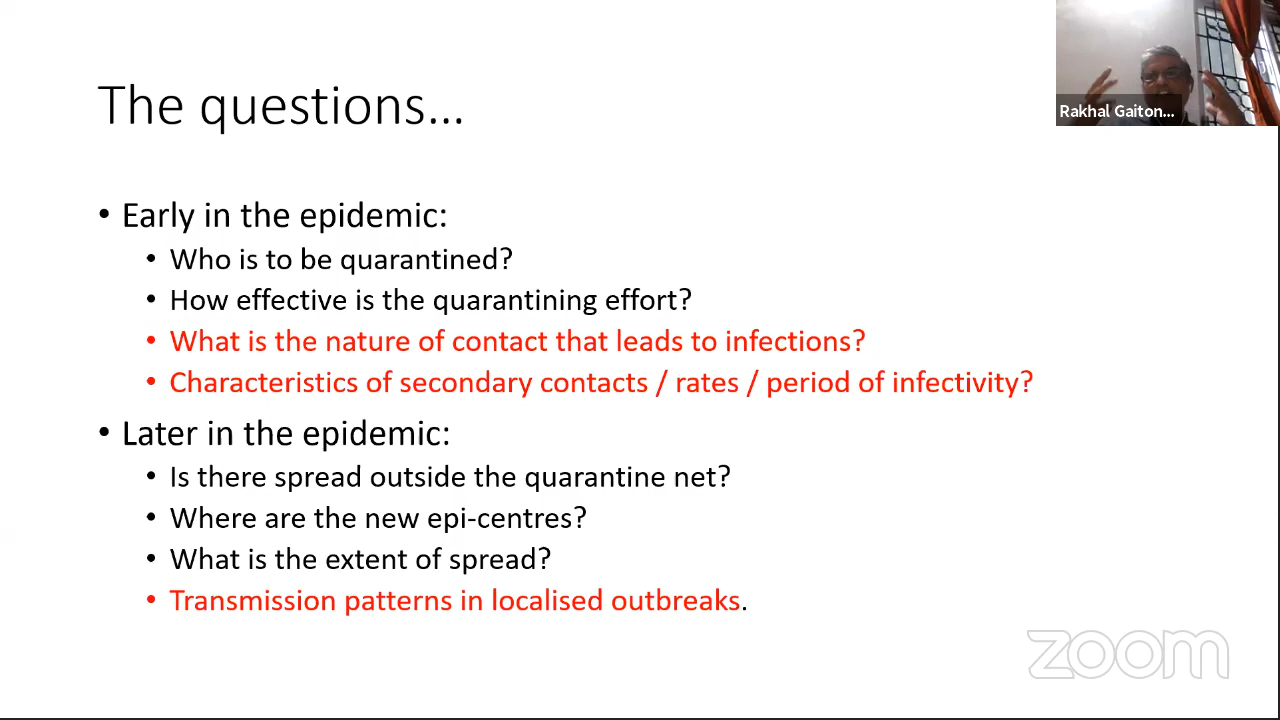 Rakhal Gaiton...
The questions...
• Early in the epidemic:
• Who is to be quarantined?
• How effective is the quarantining effort?
• What is the nature of contact that leads to infections?
• Characteristics of secondary contacts / rates / period of infectivity?
• Later in the epidemic:
• Is there spread outside the quarantine net?
• Where are the new epi-centres?
• What is the extent of spread?
• Transmission patterns in localised outbreaks.
zoom